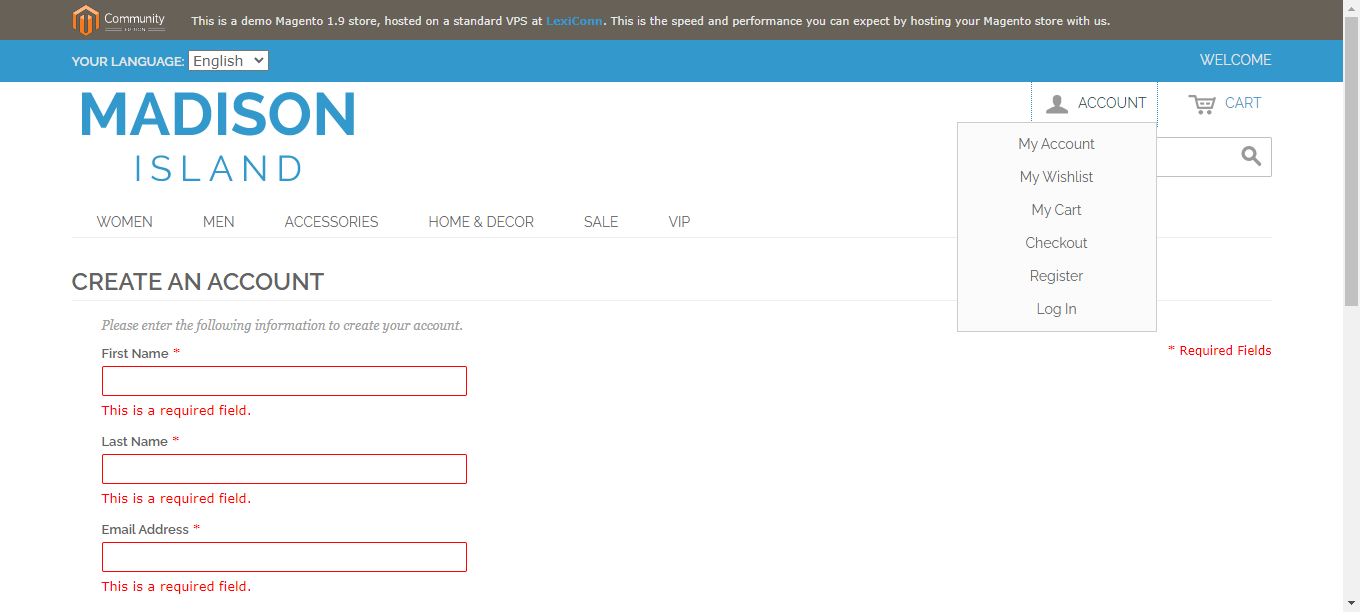 Community
EDITION
This is a demo Magento 1.9 store, hosted on a standard VPS at LexiConn. This is the speed and performance you can expect by hosting your Magento store with us.
YOUR LANGUAGE: English
WELCOME
MADISON
ISLAND
ACCOUNT
CART
My Account
My Wishlist
My Cart
Checkout
Register
Log In
WOMEN MEN ACCESSORIES HOME & DECOR SALE VIP
CREATE AN ACCOUNT
Please enter the following information to create your account.
* Required Fields
First Name *
This is a required field.
Last Name *
This is a required field.
Email Address *
This is a required field.